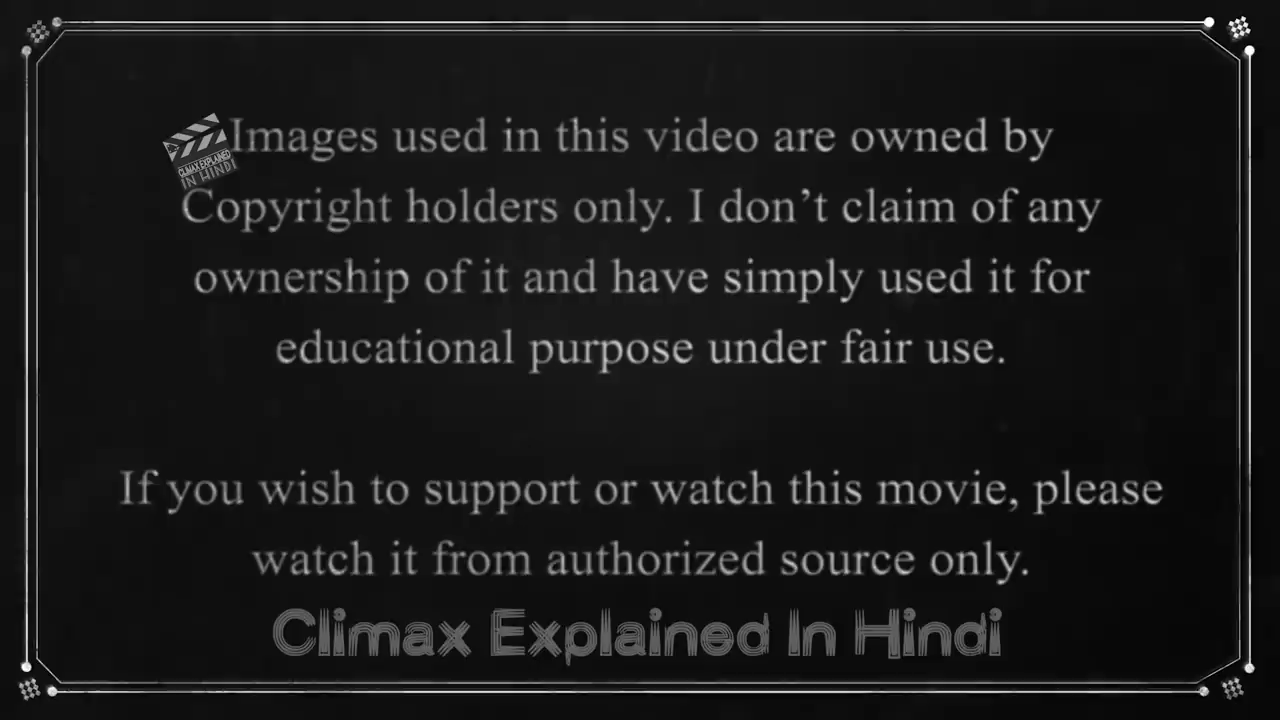 Images used in this video are owned by
CLIMAX EXPLAINED
IN HINDI
Copyright holders only. I don’t claim of any
ownership of it and have simply used it for
educational purpose under fair use.
If you wish to support or watch this movie, please
watch it from authorized source only.
Climax Explained In Hindi